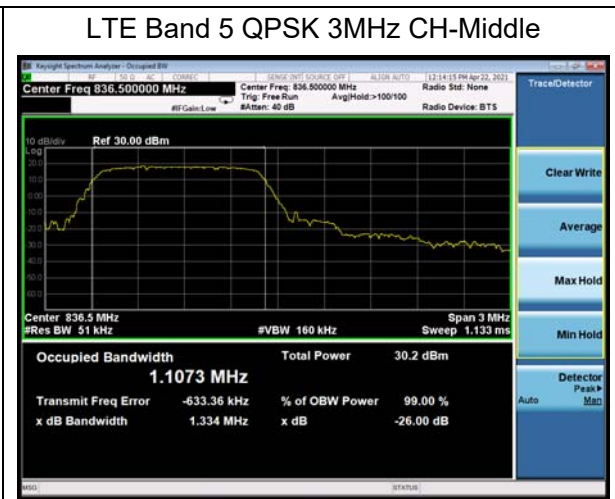 LTE Band 5 QPSK 3MHz CH-Middle
Keysight Spectrum Analyzer - Occupied BW
RF 50 Ω AC CORREC SENSE:INT SOURCE OFF ALIGN AUTO 12:14:15 PM Apr 22, 2021
Center Freq 836.500000 MHz Center Freq: 836.500000 MHz Radio Std: None Trace/Detector
Trig: Free Run Avg|Hold:>100/100
#IFGain:Low #Atten: 40 dB Radio Device: BTS
10 dB/div Ref 30.00 dBm
Log
20.0
10.0
0.00
Clear Write
Average
Max Hold
Center 836.5 MHz Span 3 MHz
#Res BW 51 kHz #VBW 160 kHz Sweep 1.133 ms
Min Hold
Occupied Bandwidth Total Power 30.2 dBm
1.1073 MHz
Transmit Freq Error -633.36 kHz % of OBW Power 99.00 %
x dB Bandwidth 1.334 MHz x dB -26.00 dB
Detector
Peak▶
Auto Man
MSG STATUS